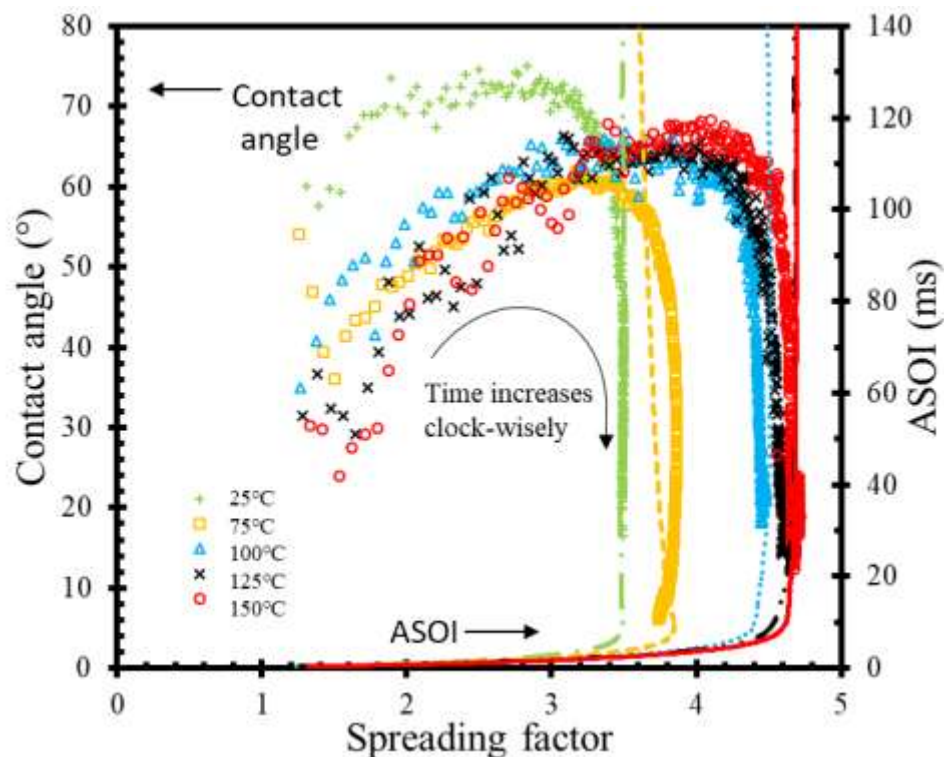 80
70
60
50
40
30
20
10
0
Contact angle (°)
140
120
100
80
60
40
20
0
ASOI (ms)
Contact
angle
Time increases
clock-wisely
25℃
75℃
100℃
125℃
150℃
ASOI
0 1 2 3 4 5
Spreading factor